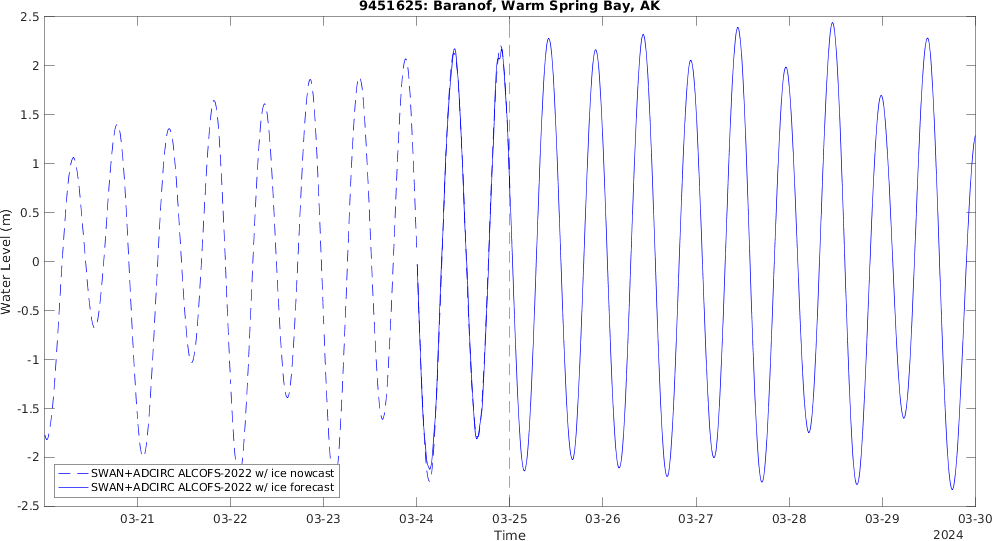 9451625: Baranof, Warm Spring Bay, AK
2.5
2
1.5
1
0.5
0
-0.5
-1
-1.5
-2
-2.5
Water Level (m)
SWAN+ADCIRC ALCOFS-2022 w/ ice nowcast
SWAN+ADCIRC ALCOFS-2022 w/ ice forecast
03-21 03-22 03-23 03-24 03-25 03-26 03-27 03-28 03-29 03-30
Time
2024